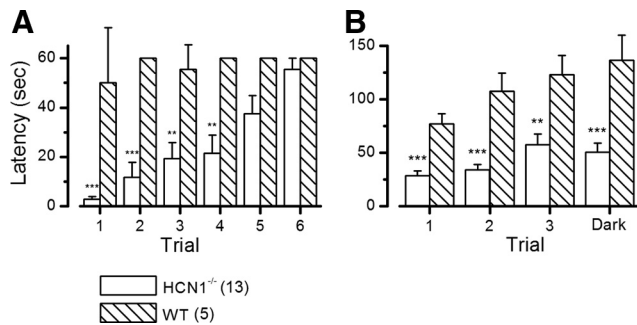 A
B
Latency (sec)
60
40
20
0
***
***
**
**
1 2 3 4 5 6
Trial
150
100
50
0
***
***
**
***
1 2 3 Dark
Trial
HCN1-/- (13)
WT (5)